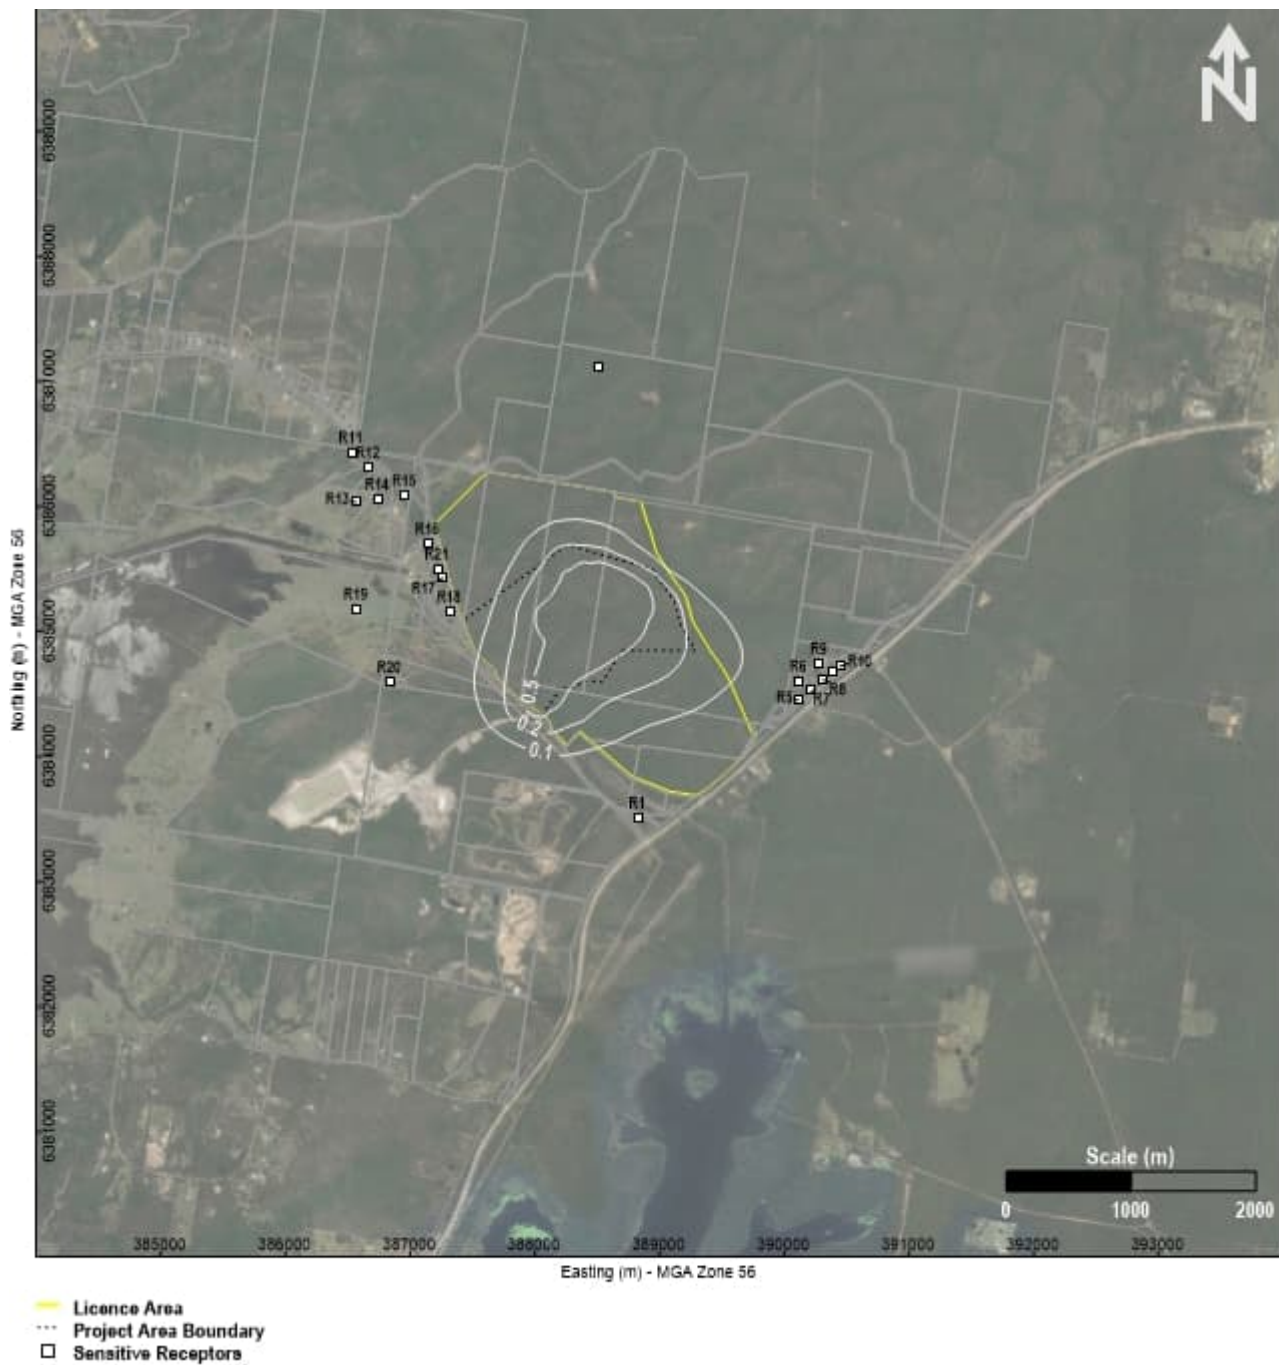 N
6389000
6388000
6387000
6386000
6385000
6384000
6383000
6382000
6381000
Northing (m) - MGA Zone 56
R11
R12
R13
R14
R15
R16
R21
R17
R18
R19
R20
R9
R10
R6
R8
R5
R7
R1
0.5
0.2
0.1
Scale (m)
0 1000 2000
385000 386000 387000 388000 389000 390000 391000 392000 393000
Easting (m) - MGA Zone 56
Licence Area
Project Area Boundary
Sensitive Receptors